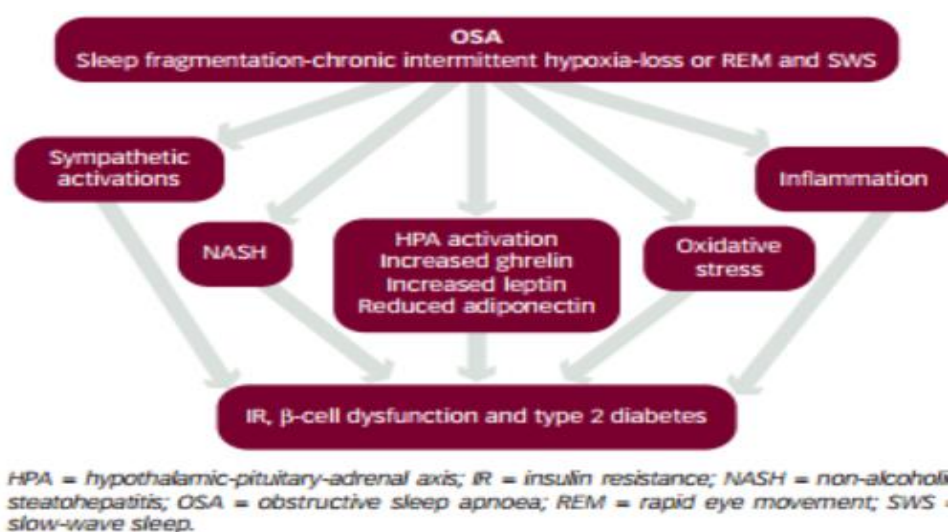 OSA
Sleep fragmentation-chronic intermittent hypoxia-loss or REM and SWS
Sympathetic
activations
Inflammation
NASH
HPA activation
Increased ghrelin
Increased leptin
Reduced adiponectin
Oxidative
stress
IR, β-cell dysfunction and type 2 diabetes
HPA = hypothalamic-pituitary-adrenal axis; IR = insulin resistance; NASH = non-alcoholic
steatohepatitis; OSA = obstructive sleep apnoea; REM = rapid eye movement; SWS =
slow-wave sleep.